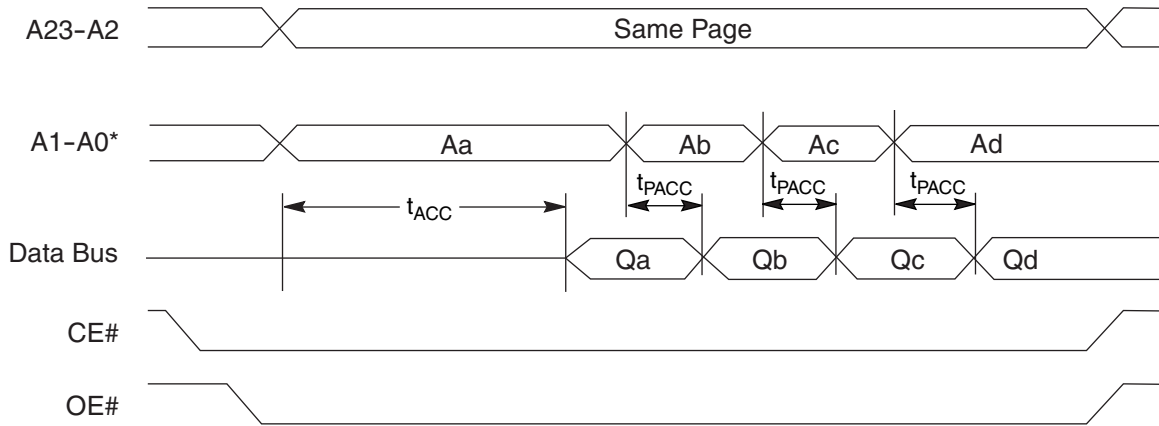 A23-A2
Same Page
A1-A0*
Aa
Ab
Ac
Ad
tACC
tPACC
tPACC
tPACC
Data Bus
Qa
Qb
Qc
Qd
CE#
OE#